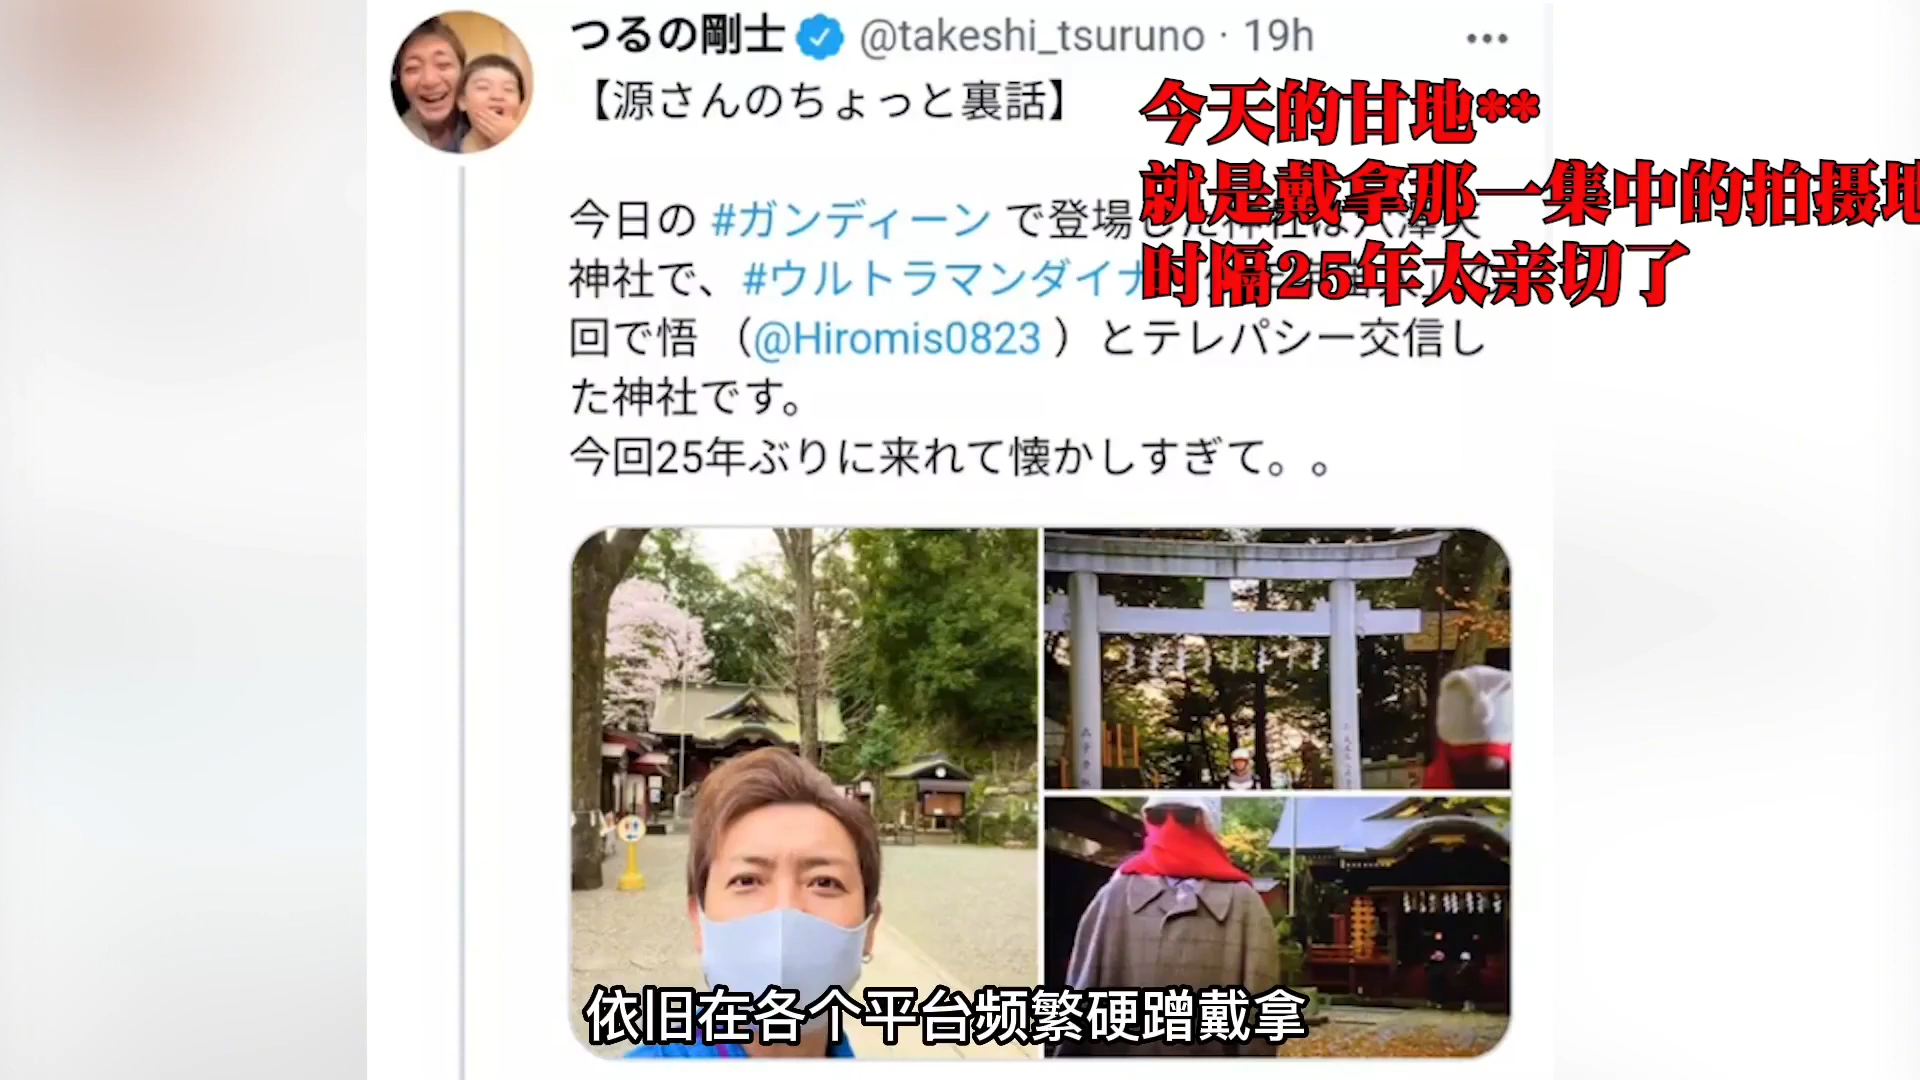 つるの剛士 @takeshi_tsuruno · 19h
【源さんのちょっと裏話】
今天的甘地**
就是戴拿那一集中的拍摄地
时隔25年太亲切了
今日の #ガンディーン で登場
神社で、#ウルトラマンダイナ
回で悟 (@Hiromis0823 ) とテレパシー交信し
た神社です。
今回25年ぶりに来れて懐かしすぎて。。
依旧在各个平台频繁硬蹭戴拿